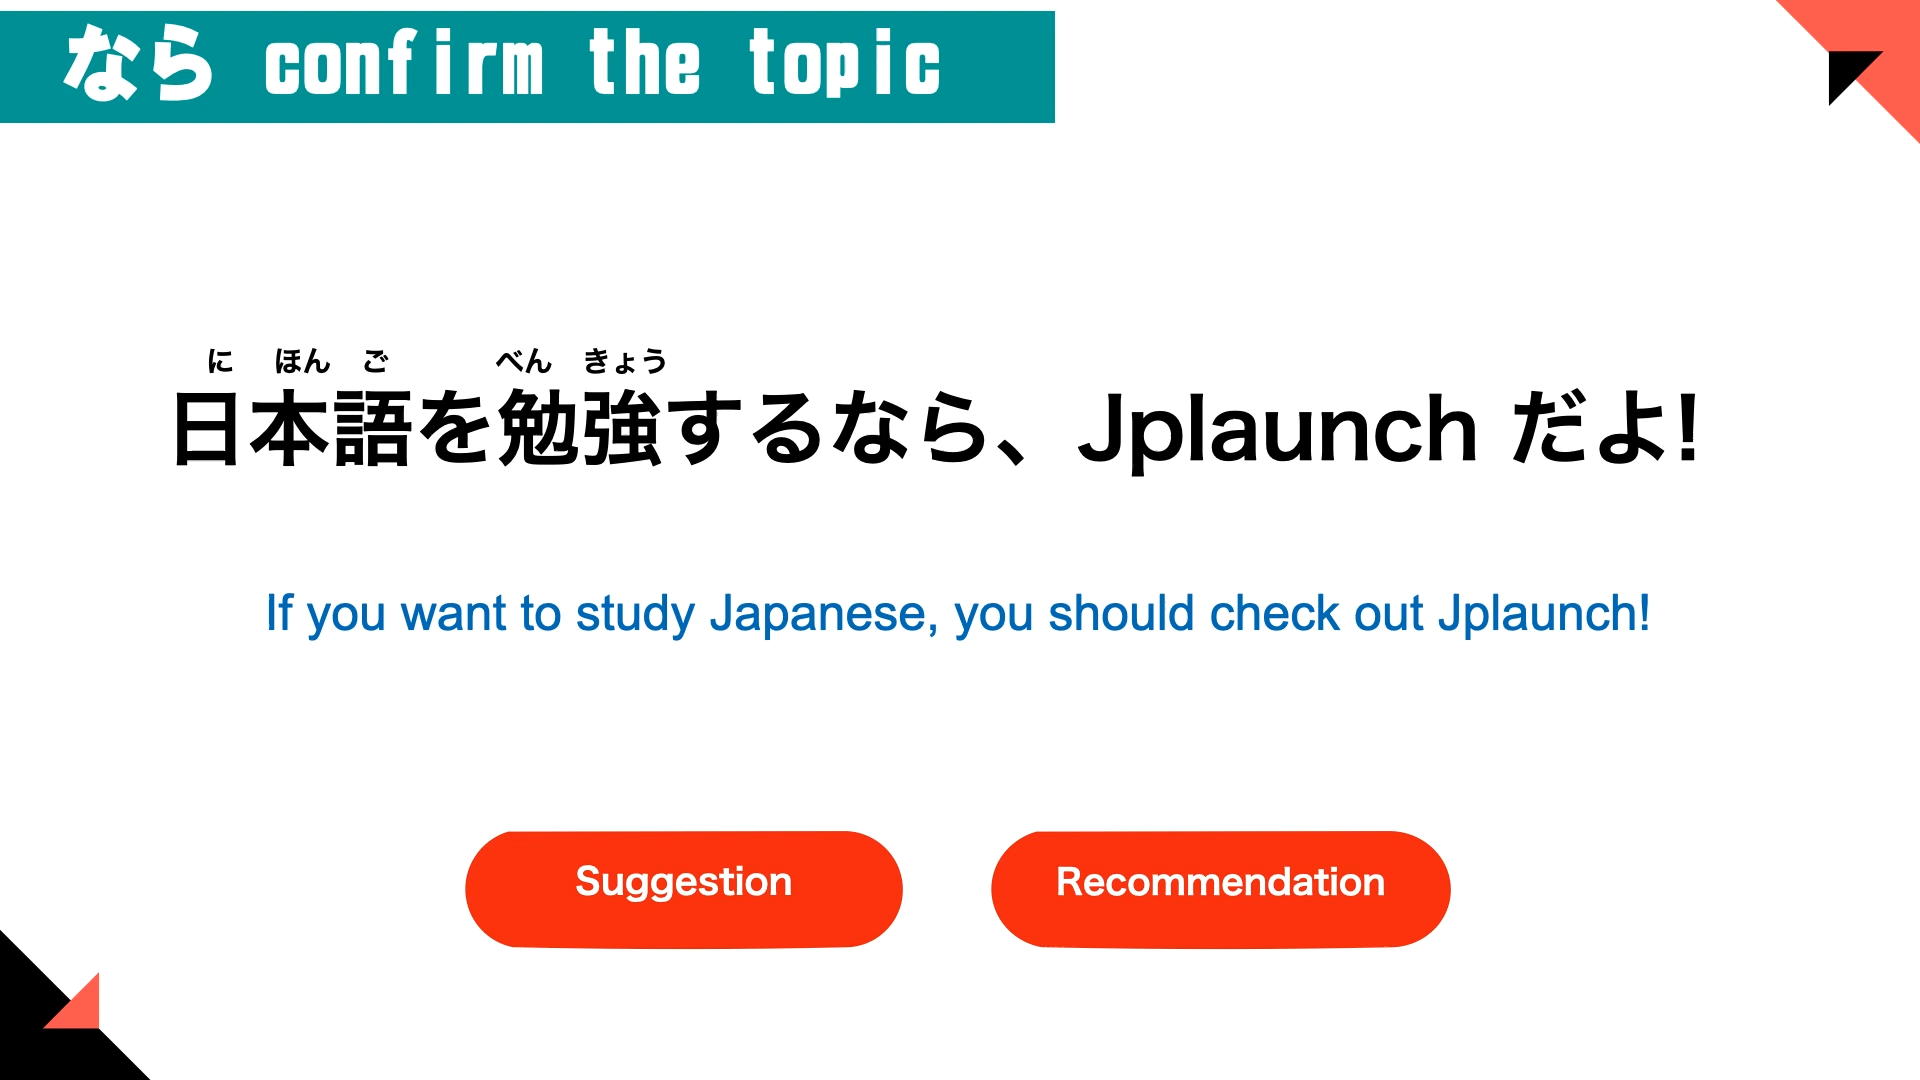 なら confirm the topic
に ほん ご べん きょう
日本語を勉強するなら、Jplaunch だよ!
If you want to study Japanese, you should check out Jplaunch!
Suggestion
Recommendation